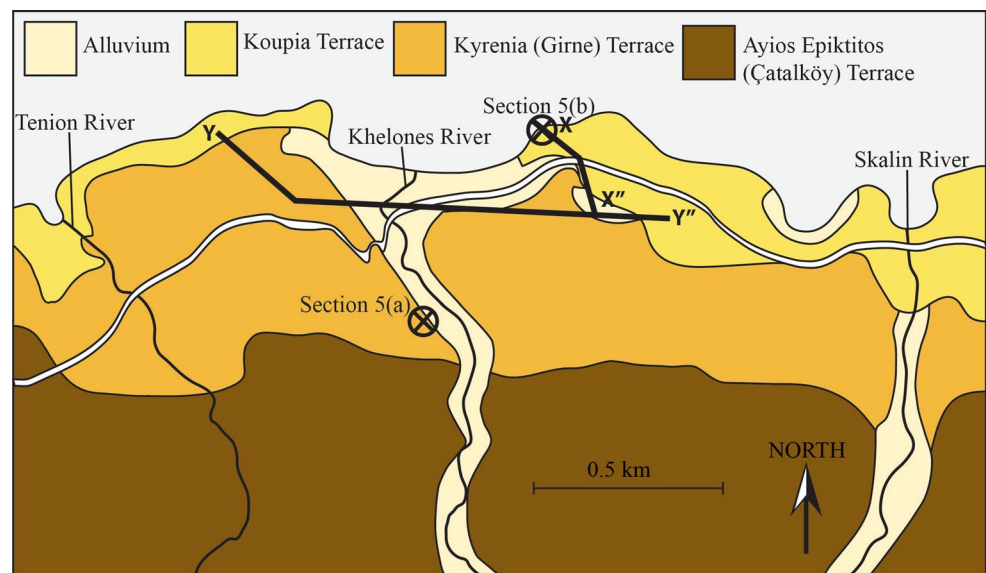 Alluvium
Koupia Terrace
Kyrenia (Girne) Terrace
Ayios Epiktitos
(Çatalköy) Terrace
Section 5(b)
Tenion River
Y
Khelones River
X
Skalin River
X"
Y"
Section 5(a)
NORTH
0.5 km